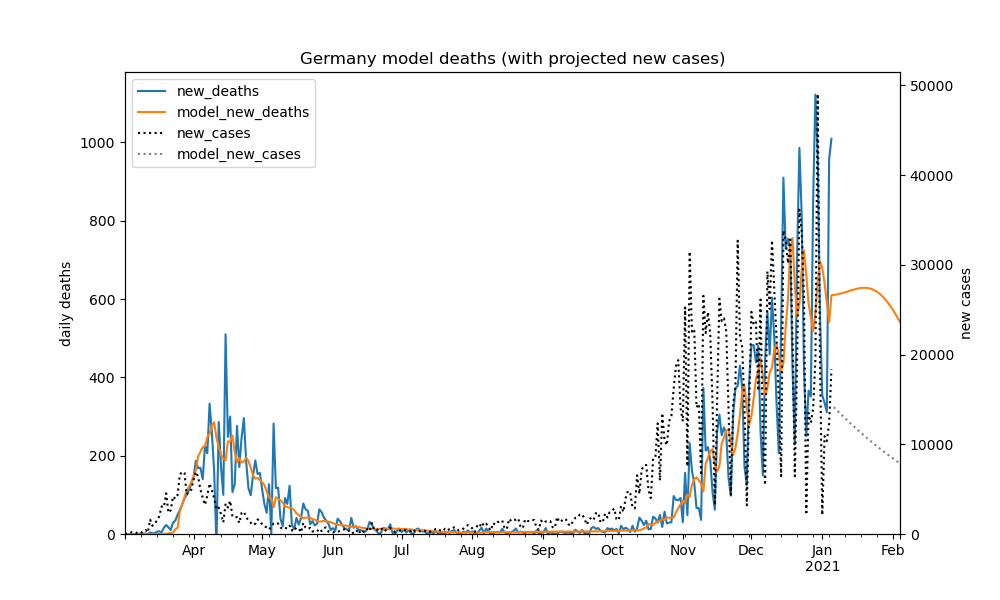 Germany model deaths (with projected new cases)
new_deaths
model_new_deaths
new_cases
model_new_cases
daily deaths
1000
800
600
400
200
0
new cases
50000
40000
30000
20000
10000
0
Apr May Jun Jul Aug Sep Oct Nov Dec Jan Feb
2021